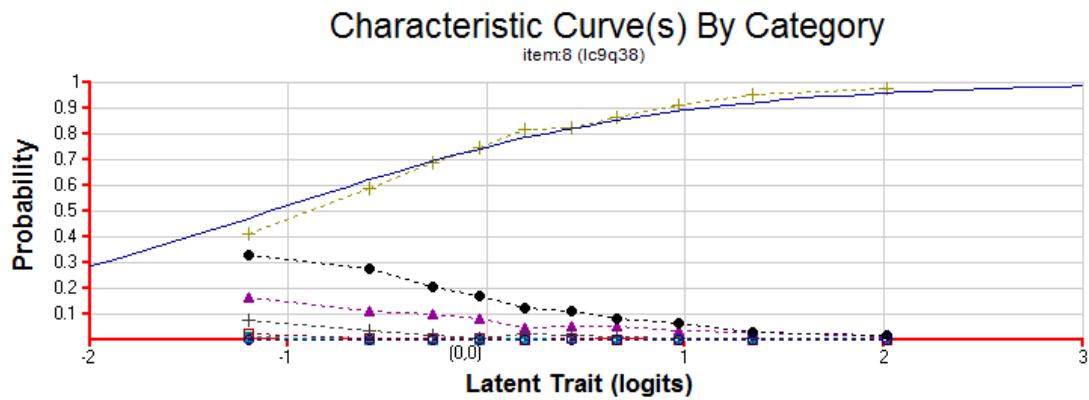 Characteristic Curve(s) By Category
item:8 (lc9q38)
1
0.9
0.8
0.7
0.6
0.5
0.4
0.3
0.2
0.1
Probability
-2 -1 (0,0) 1 2 3
Latent Trait (logits)